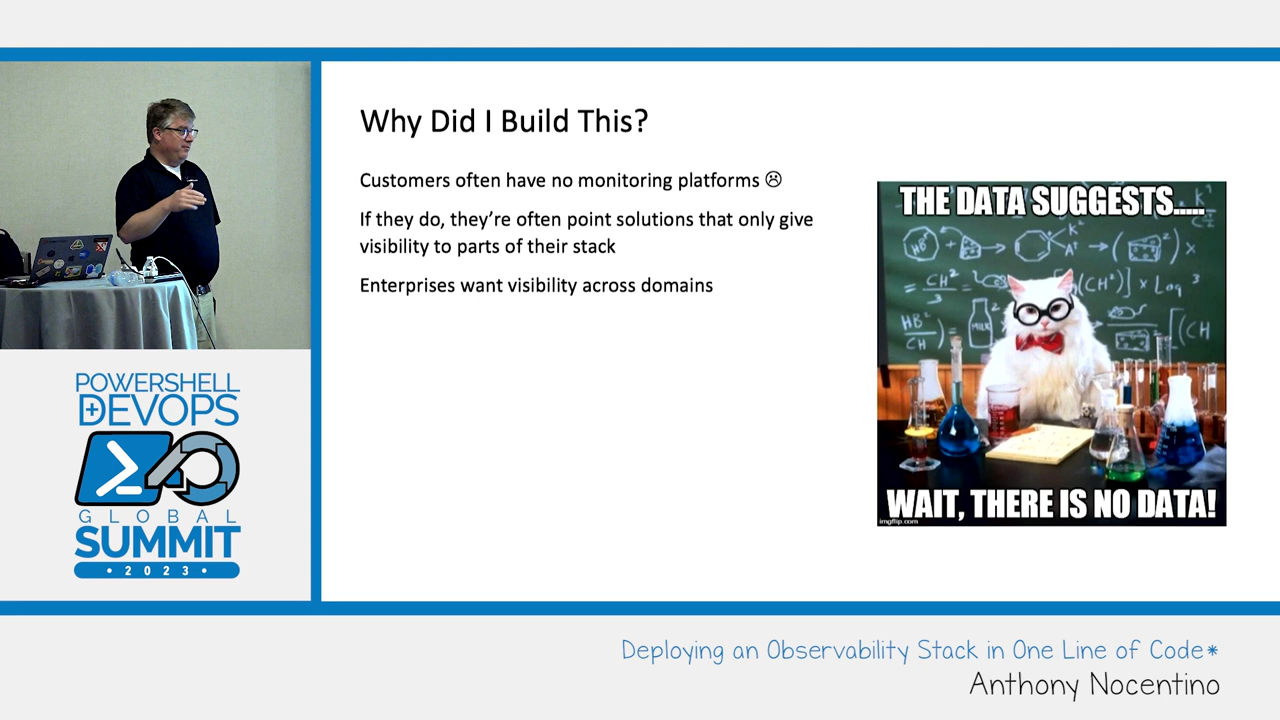 Why Did I Build This?
Customers often have no monitoring platforms ☹
If they do, they're often point solutions that only give
visibility to parts of their stack
Enterprises want visibility across domains
THE DATA SUGGESTS.....
WAIT, THERE IS NO DATA!
imgflip.com
POWERSHELL
+ DEVOPS
GLOBAL
SUMMIT
• 2023 •
Deploying an Observability Stack in One Line of Code*
Anthony Nocentino